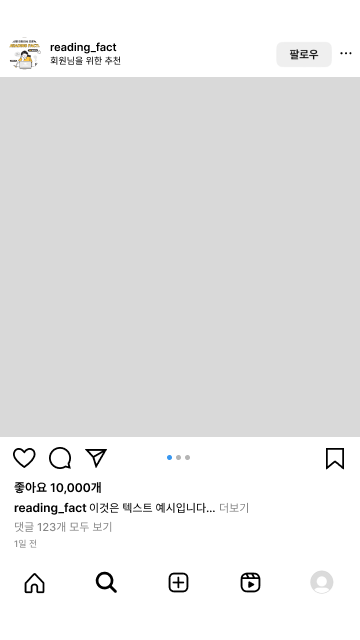 reading_fact
회원님을 위한 추천
팔로우
좋아요 10,000개
reading_fact 이것은 텍스트 예시입니다... 더보기
댓글 123개 모두 보기
1일 전